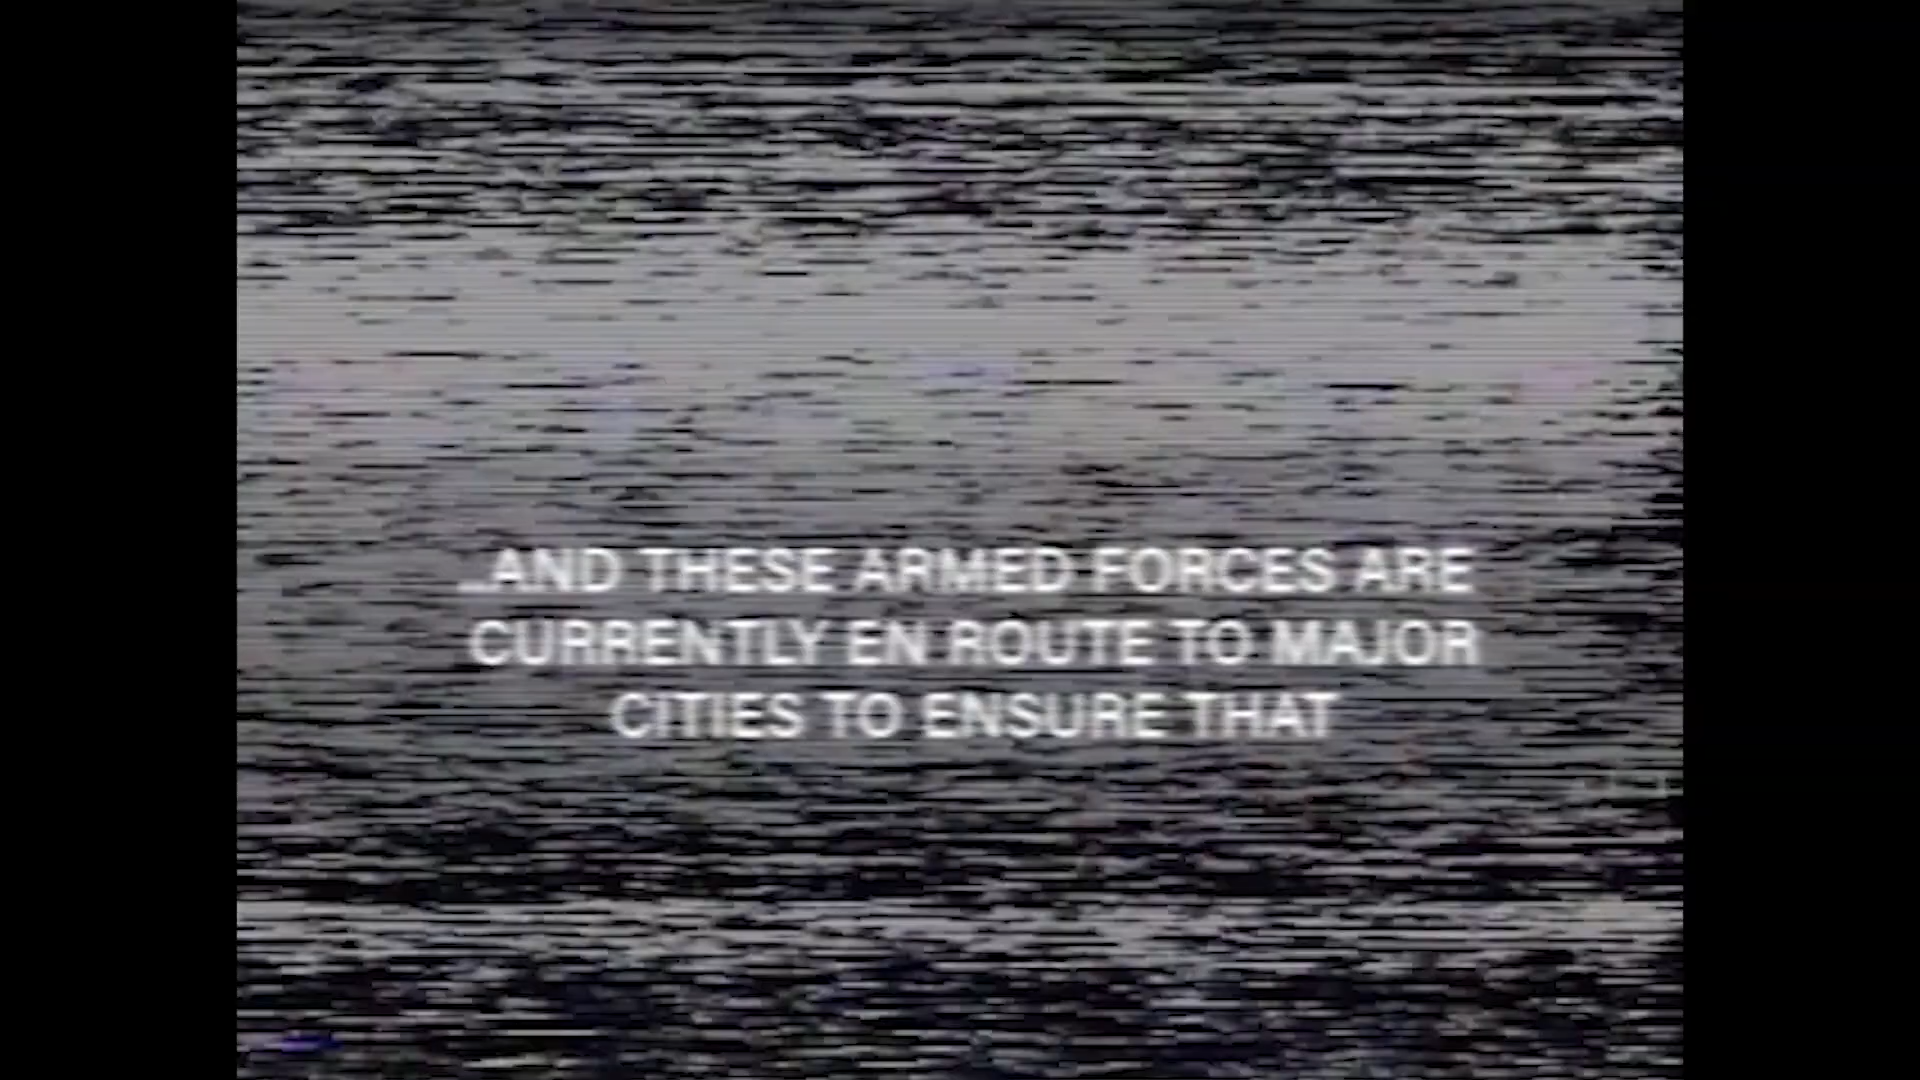 ...AND THESE ARMED FORCES ARE
CURRENTLY EN ROUTE TO MAJOR
CITIES TO ENSURE THAT